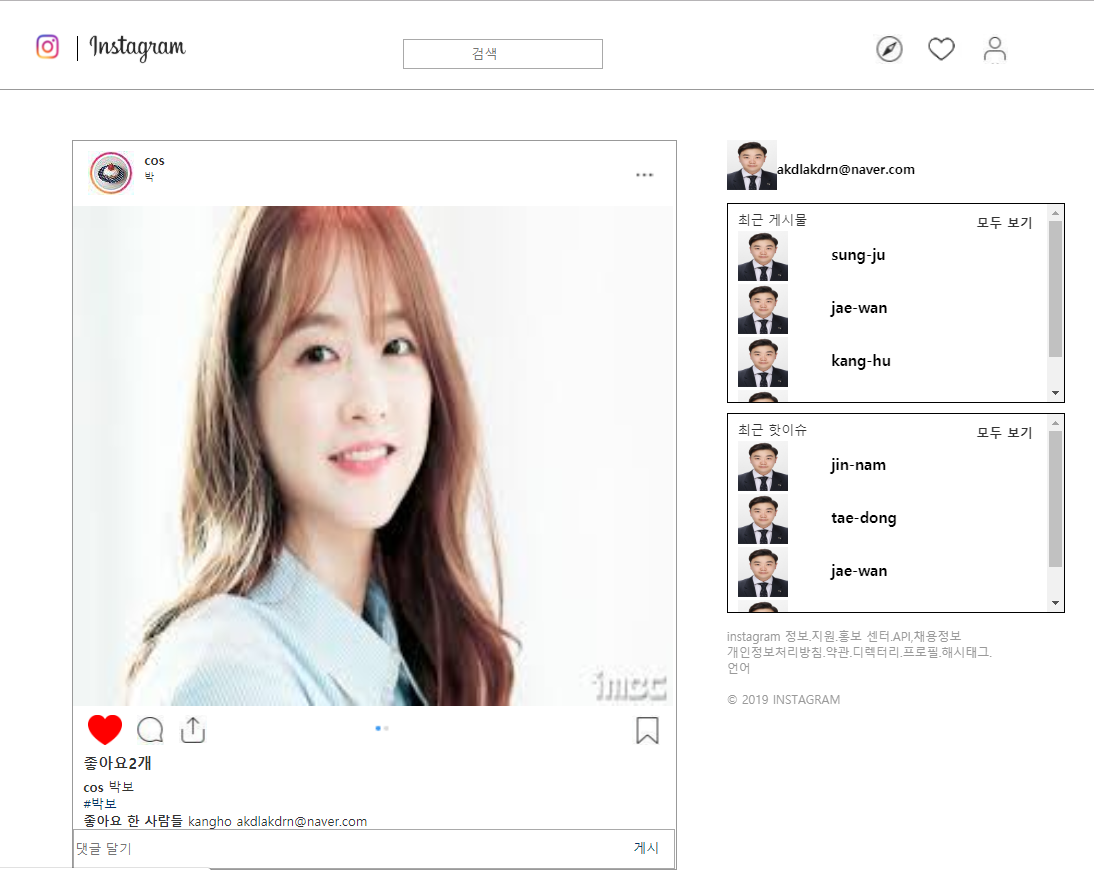 Instagram
검색
cos
박
akdlakdrn@naver.com
최근 게시물
모두 보기
sung-ju
jae-wan
kang-hu
최근 핫이슈
모두 보기
jin-nam
tae-dong
jae-wan
instagram 정보.지원.홍보 센터.API,채용정보
개인정보처리방침.약관.디렉터리.프로필.해시태그.
언어
© 2019 INSTAGRAM
iMBC
좋아요2개
cos 박보
#박보
좋아요 한 사람들 kangho akdlakdrn@naver.com
댓글 달기
게시